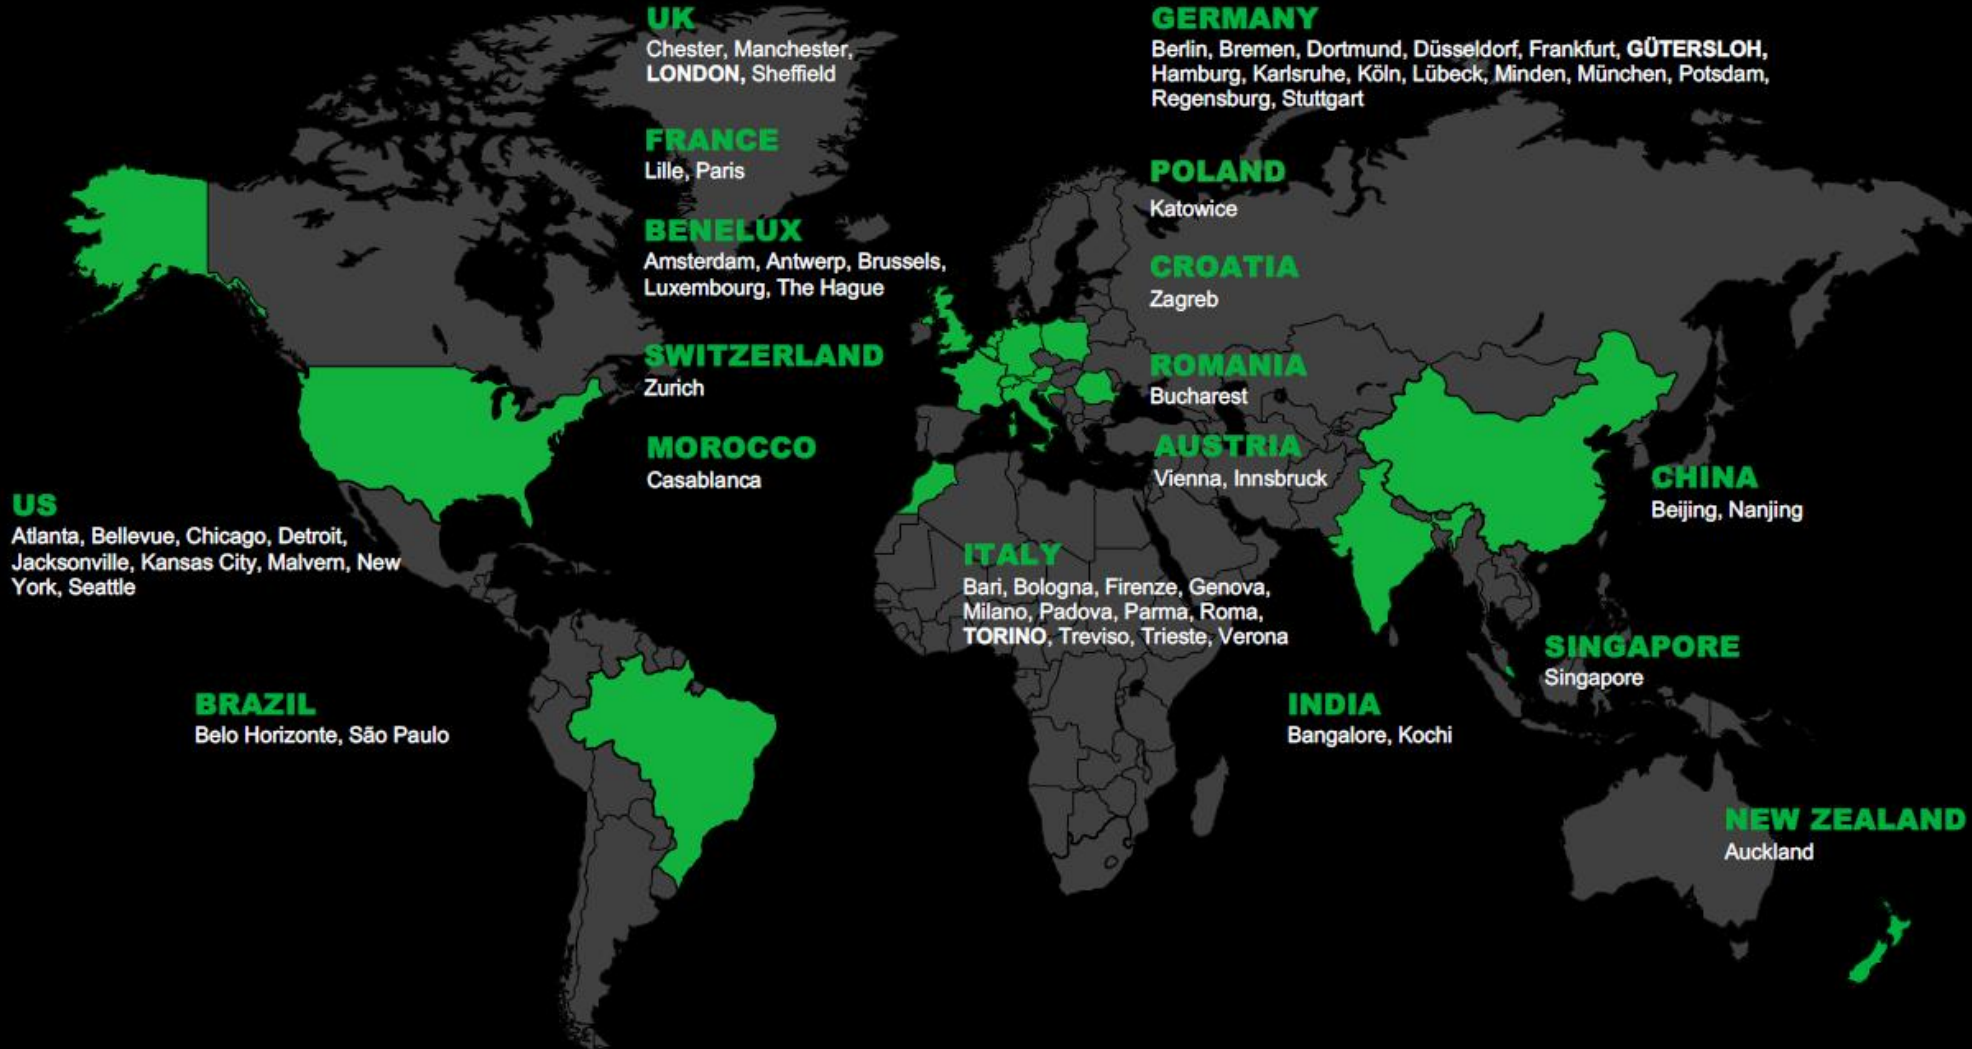 UK
Chester, Manchester,
LONDON, Sheffield
FRANCE
Lille, Paris
BENELUX
Amsterdam, Antwerp, Brussels,
Luxembourg, The Hague
SWITZERLAND
Zurich
MOROCCO
Casablanca
GERMANY
Berlin, Bremen, Dortmund, Düsseldorf, Frankfurt, GÜTERSLOH,
Hamburg, Karlsruhe, Köln, Lübeck, Minden, München, Potsdam,
Regensburg, Stuttgart
POLAND
Katowice
CROATIA
Zagreb
ROMANIA
Bucharest
AUSTRIA
Vienna, Innsbruck
CHINA
Beijing, Nanjing
US
Atlanta, Bellevue, Chicago, Detroit,
Jacksonville, Kansas City, Malvern, New
York, Seattle
ITALY
Bari, Bologna, Firenze, Genova,
Milano, Padova, Parma, Roma,
TORINO, Treviso, Trieste, Verona
SINGAPORE
Singapore
BRAZIL
Belo Horizonte, São Paulo
INDIA
Bangalore, Kochi
NEW ZEALAND
Auckland